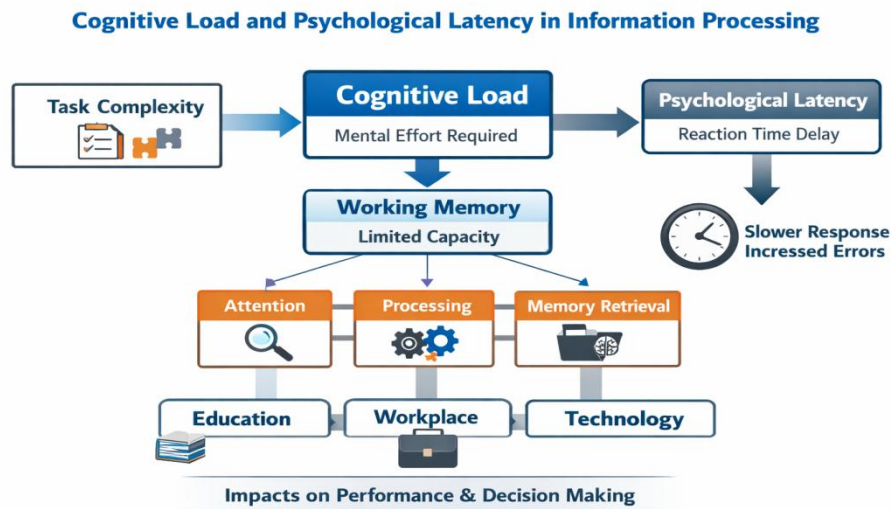 Cognitive Load and Psychological Latency in Information Processing
Task Complexity
Cognitive Load
Mental Effort Required
Psychological Latency
Reaction Time Delay
Working Memory
Limited Capacity
Slower Response
Increased Errors
Attention
Processing
Memory Retrieval
Education
Workplace
Technology
Impacts on Performance & Decision Making